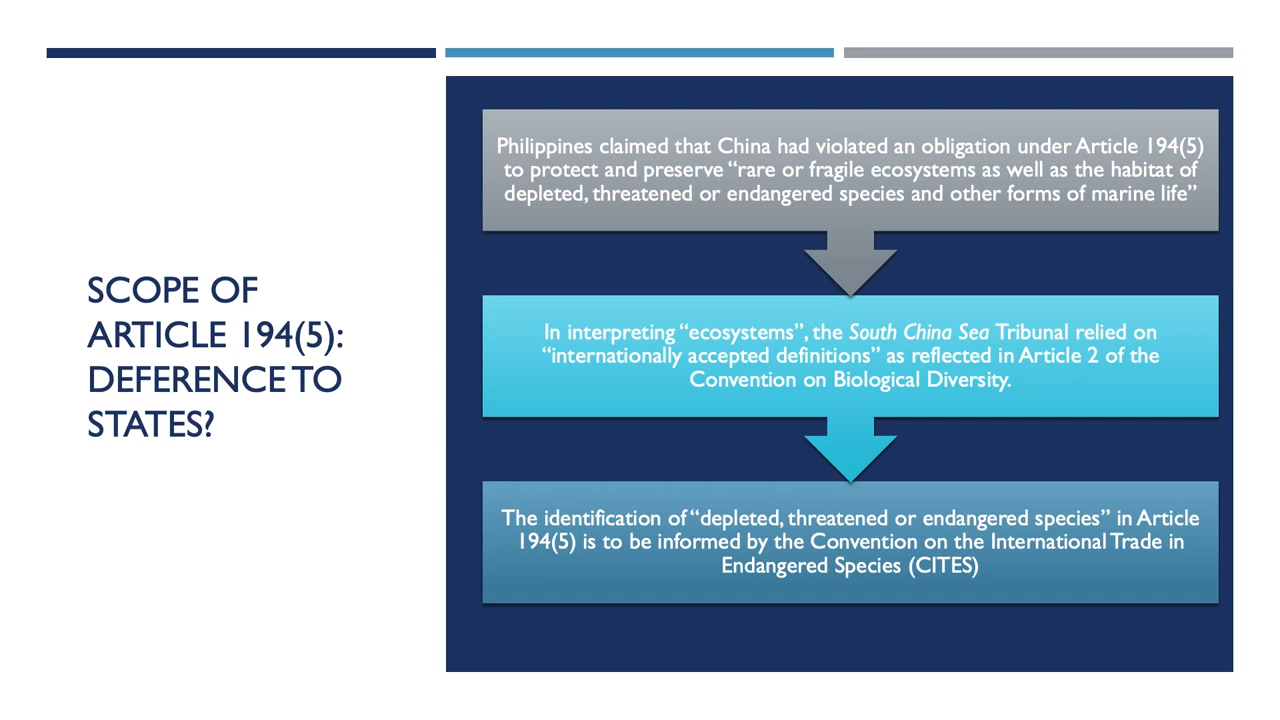 SCOPE OF
ARTICLE 194(5):
DEFERENCE TO
STATES?
Philippines claimed that China had violated an obligation under Article 194(5)
to protect and preserve “rare or fragile ecosystems as well as the habitat of
depleted, threatened or endangered species and other forms of marine life”
In interpreting “ecosystems”, the South China Sea Tribunal relied on
“internationally accepted definitions” as reflected in Article 2 of the
Convention on Biological Diversity.
The identification of “depleted, threatened or endangered species” in Article
194(5) is to be informed by the Convention on the International Trade in
Endangered Species (CITES)